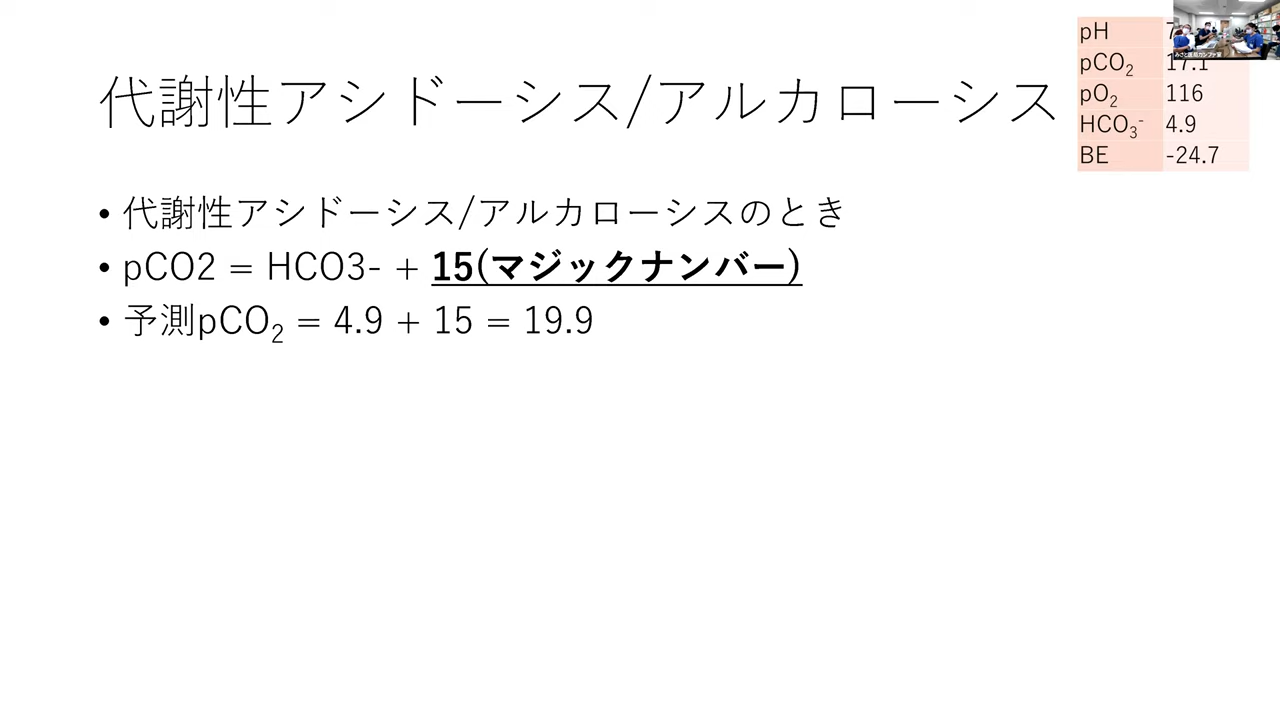 代謝性アシドーシス/アルカローシス
pH 7
pCO₂ 17.1
pO₂ 116
HCO₃⁻ 4.9
BE -24.7
• 代謝性アシドーシス/アルカローシスのとき
• pCO2 = HCO3- + 15(マジックナンバー)
• 予測pCO₂ = 4.9 + 15 = 19.9